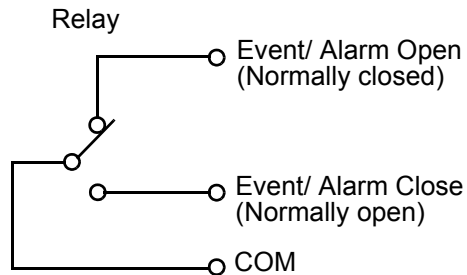 Relay
Event/ Alarm Open
(Normally closed)
Event/ Alarm Close
(Normally open)
COM